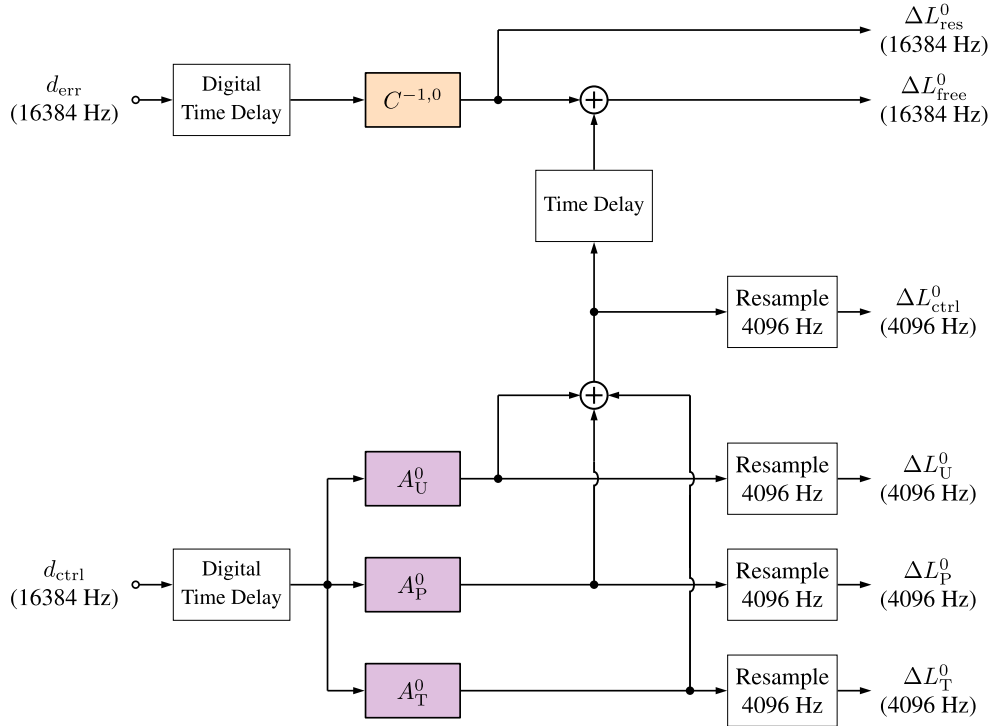 ΔL⁰res
(16384 Hz)
derr
(16384 Hz)
Digital
Time Delay
C⁻¹,⁰
+
ΔL⁰free
(16384 Hz)
Time Delay
Resample
4096 Hz
ΔL⁰ctrl
(4096 Hz)
+
A⁰U
Resample
4096 Hz
ΔL⁰U
(4096 Hz)
dctrl
(16384 Hz)
Digital
Time Delay
A⁰P
Resample
4096 Hz
ΔL⁰P
(4096 Hz)
A⁰T
Resample
4096 Hz
ΔL⁰T
(4096 Hz)